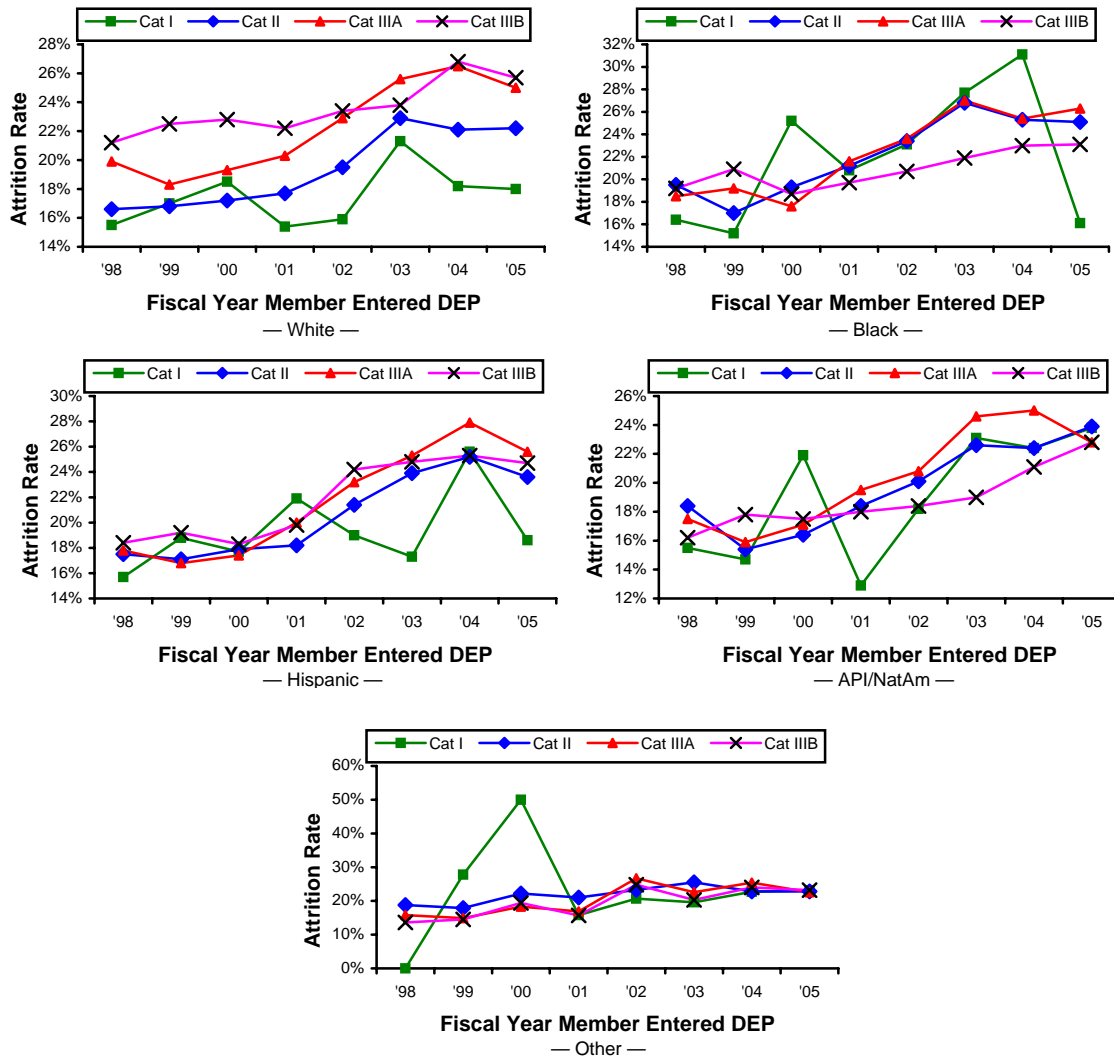 Cat I Cat II Cat IIIA Cat IIIB
28%
26%
24%
22%
20%
18%
16%
14%
Attrition Rate
'98 '99 '00 '01 '02 '03 '04 '05
Fiscal Year Member Entered DEP
— White —
Cat I Cat II Cat IIIA Cat IIIB
32%
30%
28%
26%
24%
22%
20%
18%
16%
14%
Attrition Rate
'98 '99 '00 '01 '02 '03 '04 '05
Fiscal Year Member Entered DEP
— Black —
Cat I Cat II Cat IIIA Cat IIIB
30%
28%
26%
24%
22%
20%
18%
16%
14%
Attrition Rate
'98 '99 '00 '01 '02 '03 '04 '05
Fiscal Year Member Entered DEP
— Hispanic —
Cat I Cat II Cat IIIA Cat IIIB
26%
24%
22%
20%
18%
16%
14%
12%
Attrition Rate
'98 '99 '00 '01 '02 '03 '04 '05
Fiscal Year Member Entered DEP
— API/NatAm —
Cat I Cat II Cat IIIA Cat IIIB
60%
50%
40%
30%
20%
10%
0%
Attrition Rate
'98 '99 '00 '01 '02 '03 '04 '05
Fiscal Year Member Entered DEP
— Other —